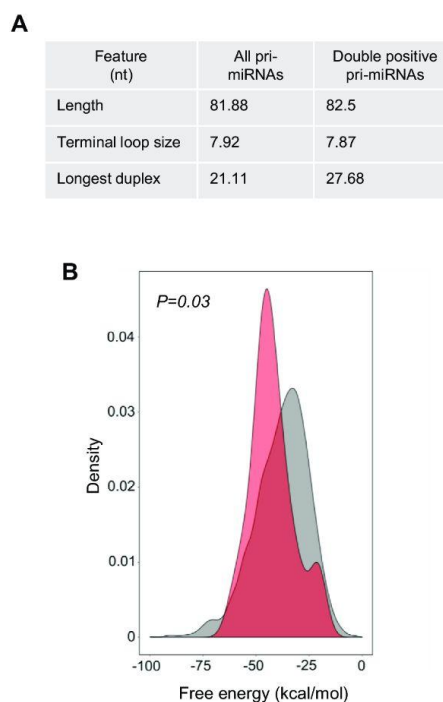 A
Feature (nt) All pri-miRNAs Double positive pri-miRNAs
Length 81.88 82.5
Terminal loop size 7.92 7.87
Longest duplex 21.11 27.68
B
P=0.03
0.04
0.03
0.02
0.01
0
Density
-100 -75 -50 -25 0
Free energy (kcal/mol)